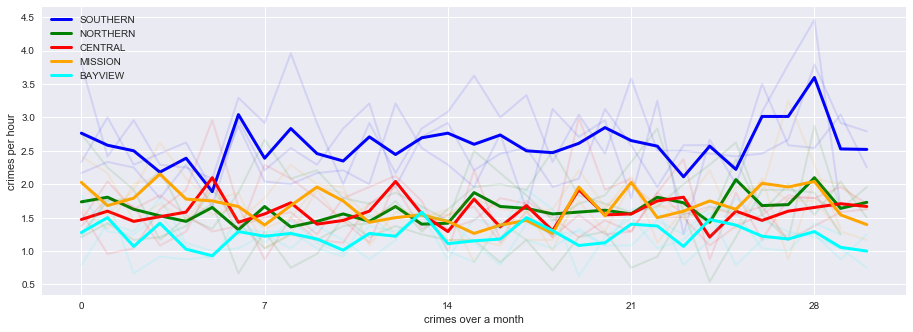 4.5
4.0
3.5
3.0
2.5
2.0
1.5
1.0
0.5
crimes per hour
SOUTHERN
NORTHERN
CENTRAL
MISSION
BAYVIEW
0 7 14 21 28
crimes over a month